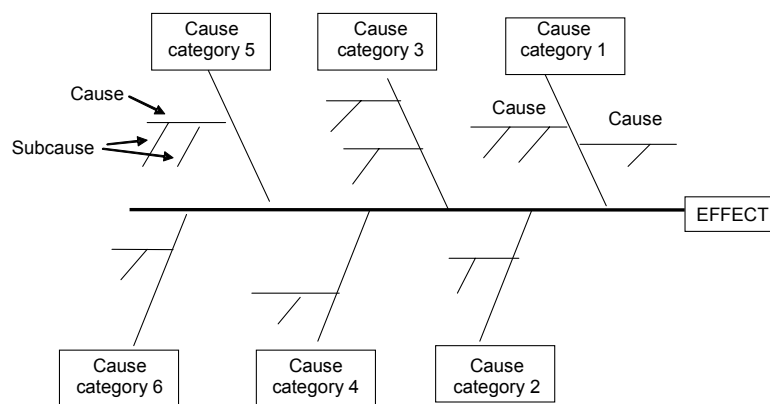 Cause
category 5
Cause
category 3
Cause
category 1
Cause
Subcause
Cause
Cause
EFFECT
Cause
category 6
Cause
category 4
Cause
category 2